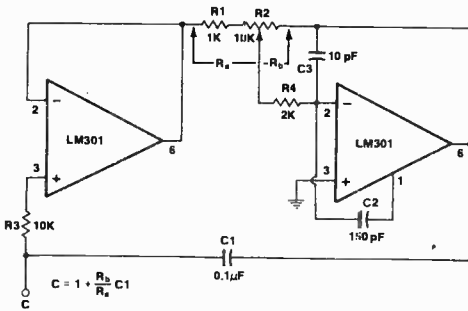 R1
R2
1K
10K
Ra
Rb
10 pF
C3
R4
2K
2
−
LM301
6
3
+
2
−
LM301
6
3
+
1
C2
150 pF
R3
10K
C1
0.1µF
C = 1 + Rb/Ra C1
C